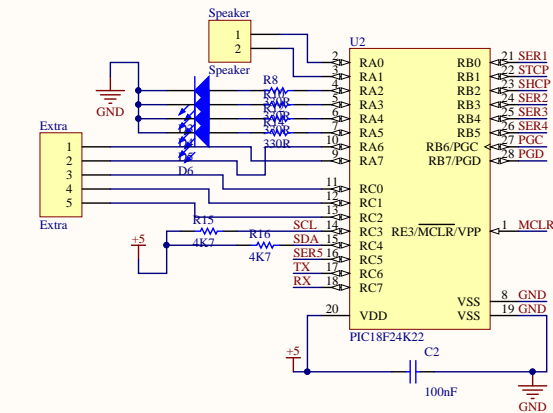 Speaker
1
2
Speaker
U2
2 RA0 RB0 21 SER1
3 RA1 RB1 22 STCP
4 RA2 RB2 23 SHCP
5 RA3 RB3 24 SER2
6 RA4 RB4 25 SER3
7 RA5 RB5 26 SER4
10 RA6 RB6/PGC 27 PGC
9 RA7 RB7/PGD 28 PGD
R8
330R
GND
D6
Extra
1
2
3
4
5
Extra
11 RC0
12 RC1
13 RC2
SCL 14 RC3 RE3/MCLR/VPP 1 MCLR
SDA 15 RC4
SER5 16 RC5
TX 17 RC6
RX 18 RC7
R15
4K7
R16
4K7
+5
VSS 8 GND
20 VDD VSS 19 GND
PIC18F24K22
+5
C2
100nF
GND